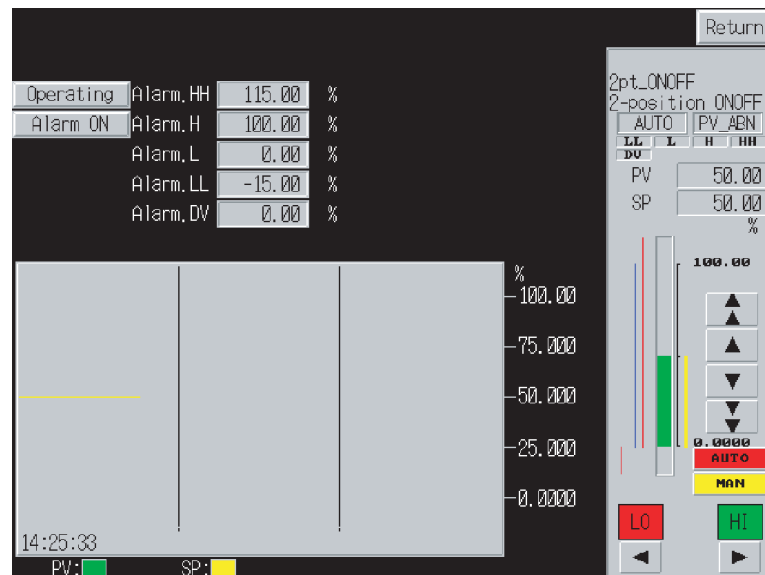 Return
Operating Alarm.HH 115.00 %
Alarm ON Alarm.H 100.00 %
Alarm.L 0.00 %
Alarm.LL -15.00 %
Alarm.DV 0.00 %
2pt_ONOFF
2-position ONOFF
AUTO PV_ABN
LL L H HH
DV
PV 50.00
SP 50.00
%
100.00
0.0000
AUTO
MAN
LO HI
%
100.00
75.000
50.000
25.000
0.0000
14:25:33
PV: SP: